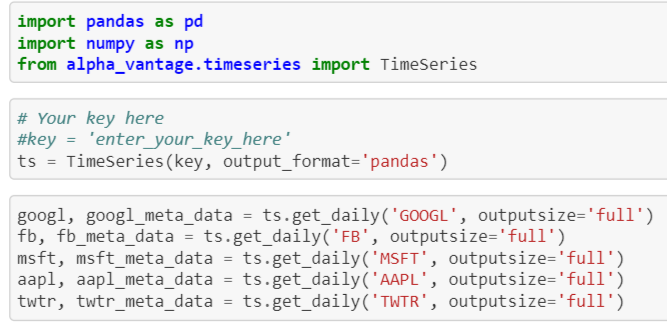 import pandas as pd
import numpy as np
from alpha_vantage.timeseries import TimeSeries
# Your key here
#key = 'enter_your_key_here'
ts = TimeSeries(key, output_format='pandas')
googl, googl_meta_data = ts.get_daily('GOOGL', outputsize='full')
fb, fb_meta_data = ts.get_daily('FB', outputsize='full')
msft, msft_meta_data = ts.get_daily('MSFT', outputsize='full')
aapl, aapl_meta_data = ts.get_daily('AAPL', outputsize='full')
twtr, twtr_meta_data = ts.get_daily('TWTR', outputsize='full')